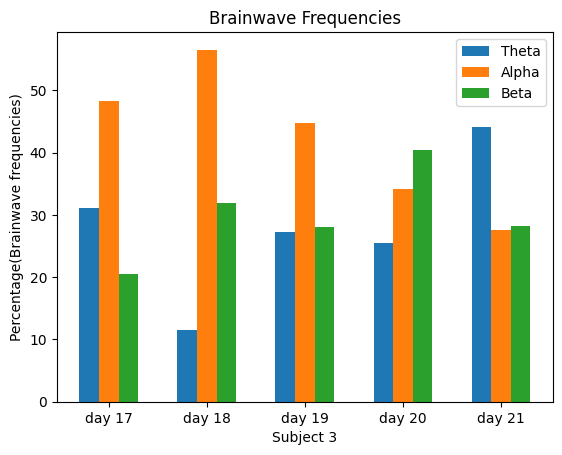 Brainwave Frequencies
Theta
Alpha
Beta
Percentage(Brainwave frequencies)
50
40
30
20
10
0
day 17 day 18 day 19 day 20 day 21
Subject 3